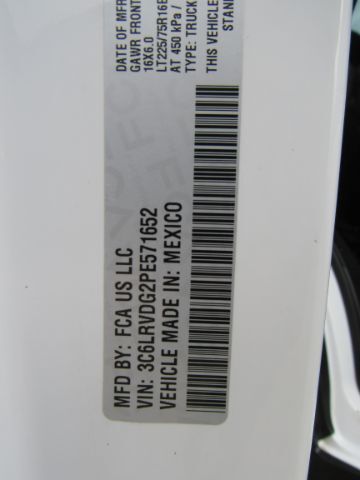 MFD BY: FCA US LLC
VIN: 3C6LRVDG2PE571652
VEHICLE MADE IN: MEXICO
DATE OF MFR
GAWR FRONT
16X6.0
LT225/75R16E
AT 450 kPa /
TYPE: TRUCK
THIS VEHICLE
STAN